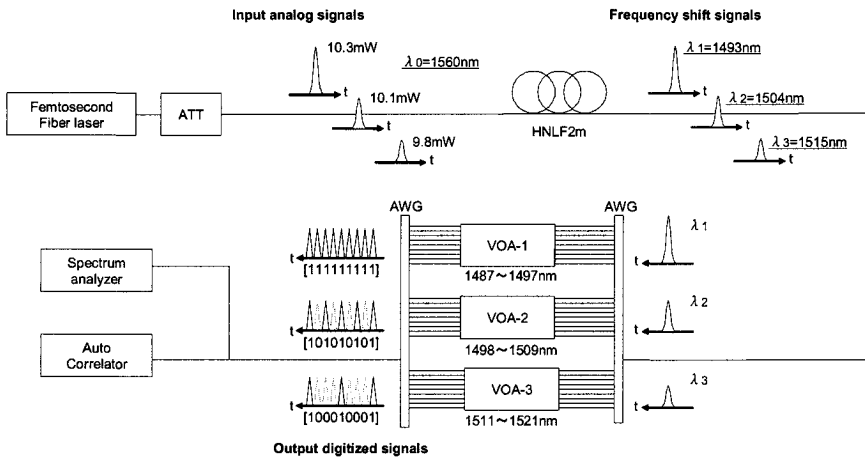 Input analog signals
Frequency shift signals
10.3mW
λ0=1560nm
λ1=1493nm
t
Femtosecond
Fiber laser
ATT
10.1mW
t
HNLF2m
λ2=1504nm
t
9.8mW
t
λ3=1515nm
t
AWG
AWG
VOA-1
λ1
t
[111111111]
1487~1497nm
t
Spectrum
analyzer
VOA-2
λ2
t
[101010101]
1498~1509nm
t
Auto
Correlator
VOA-3
λ3
t
[100010001]
1511~1521nm
t
Output digitized signals